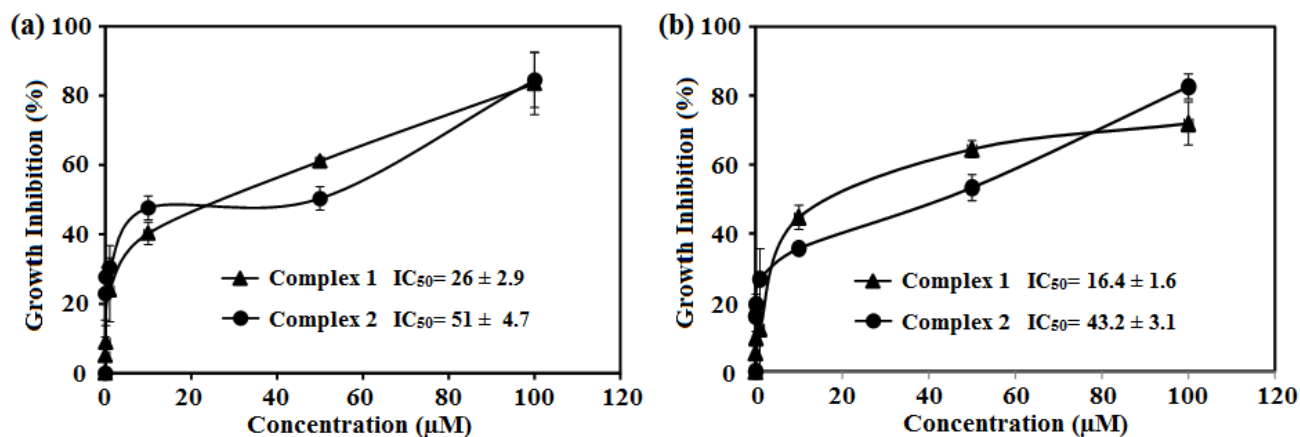 (a)
Growth Inhibition (%)
100
80
60
40
20
0
Complex 1 IC₅₀= 26 ± 2.9
Complex 2 IC₅₀= 51 ± 4.7
0 20 40 60 80 100 120
Concentration (µM)
(b)
Growth Inhibition (%)
100
80
60
40
20
0
Complex 1 IC₅₀= 16.4 ± 1.6
Complex 2 IC₅₀= 43.2 ± 3.1
0 20 40 60 80 100 120
Concentration (µM)